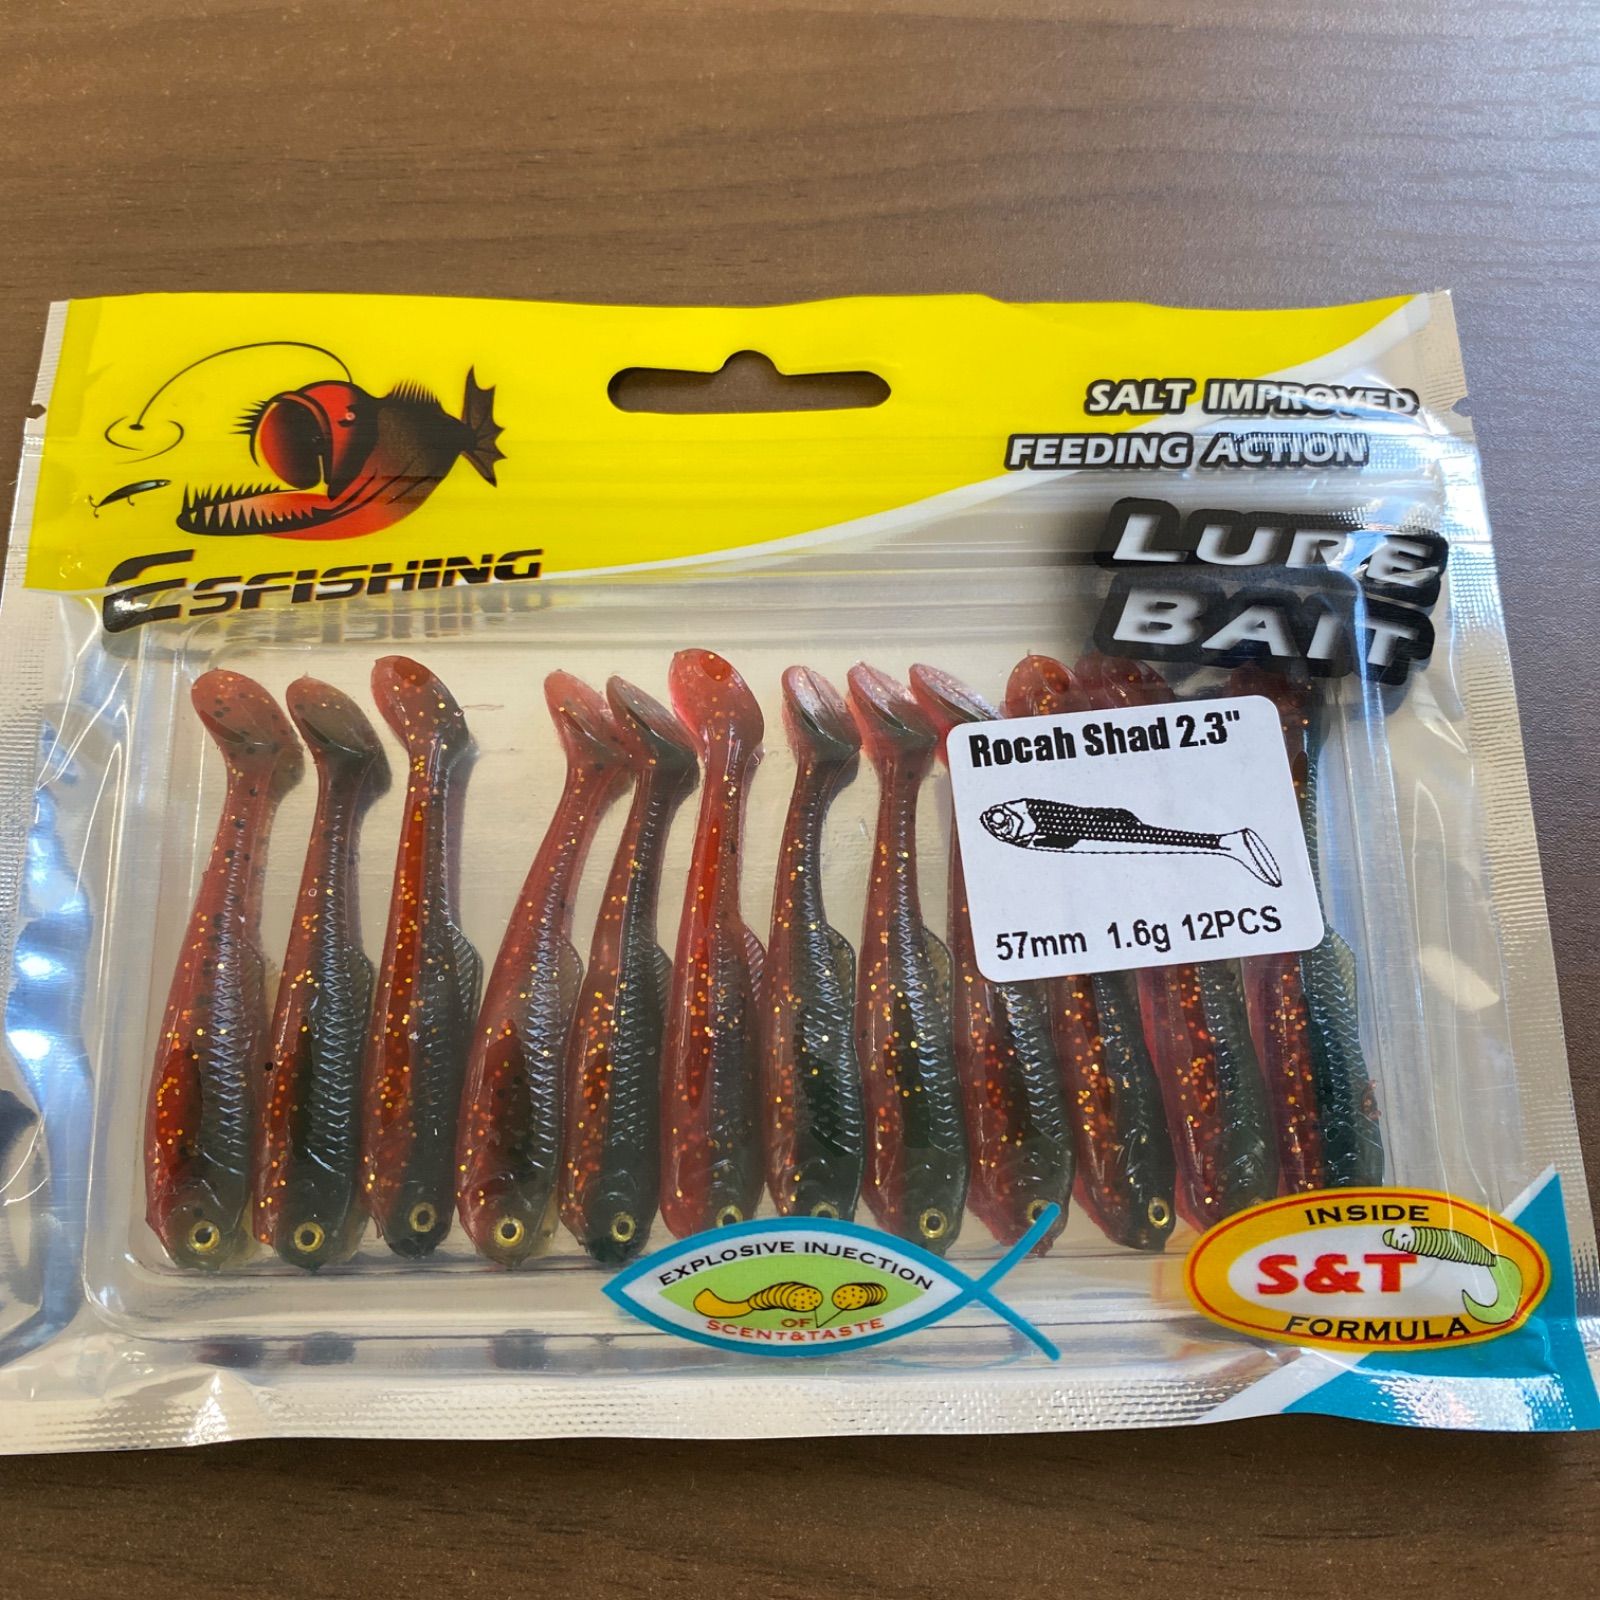 SALT IMPROVED
FEEDING ACTION
LURE
BAIT
ESFISHING
Rocah Shad 2.3"
57mm 1.6g 12PCS
EXPLOSIVE INJECTION
OF
SCENT&TASTE
INSIDE
S&T
FORMULA